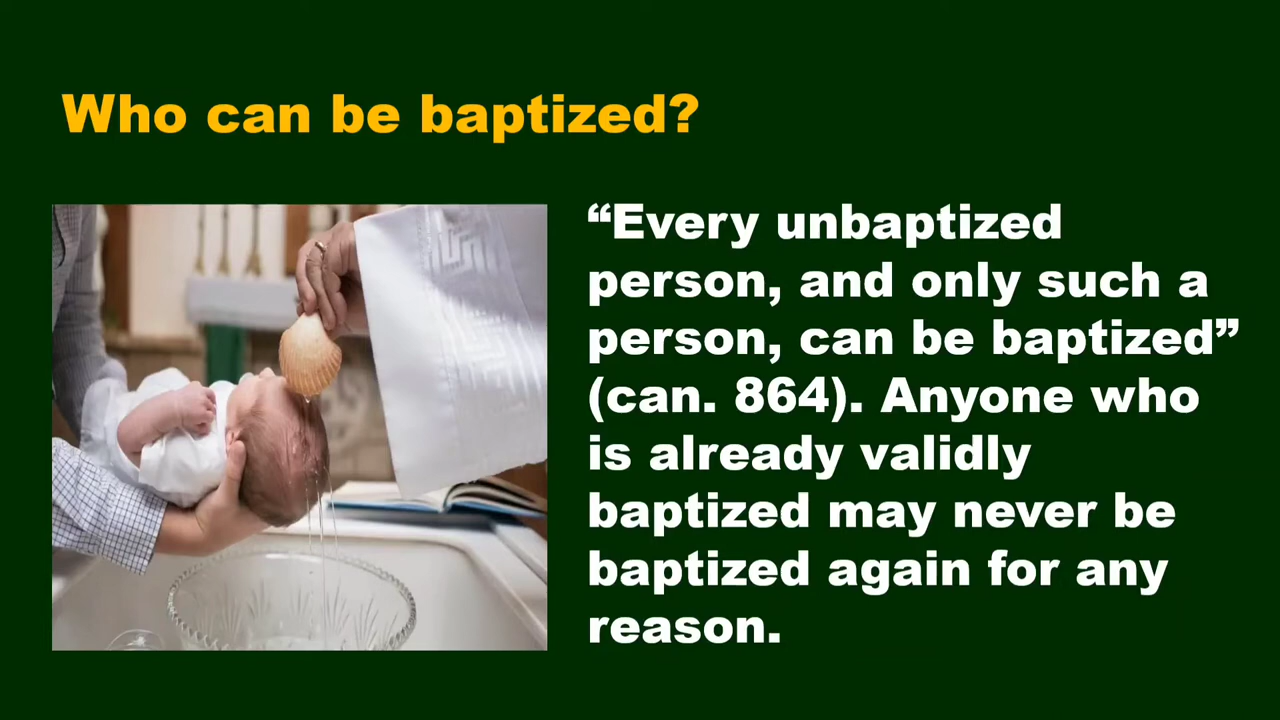 Who can be baptized?
“Every unbaptized
person, and only such a
person, can be baptized”
(can. 864). Anyone who
is already validly
baptized may never be
baptized again for any
reason.